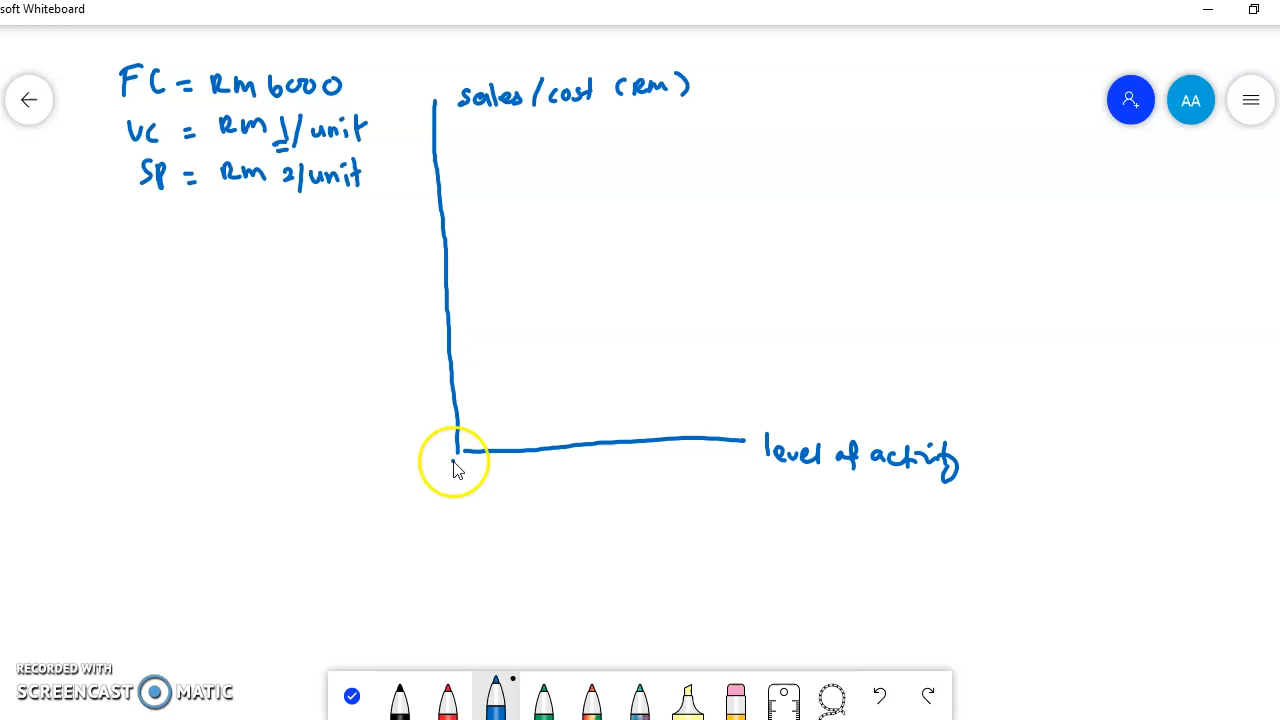 soft Whiteboard
FC = RM 6000
VC = RM 1/unit
SP = RM 2/unit
sales/cost (RM)
level of activity
AA
RECORDED WITH
SCREENCAST MATIC